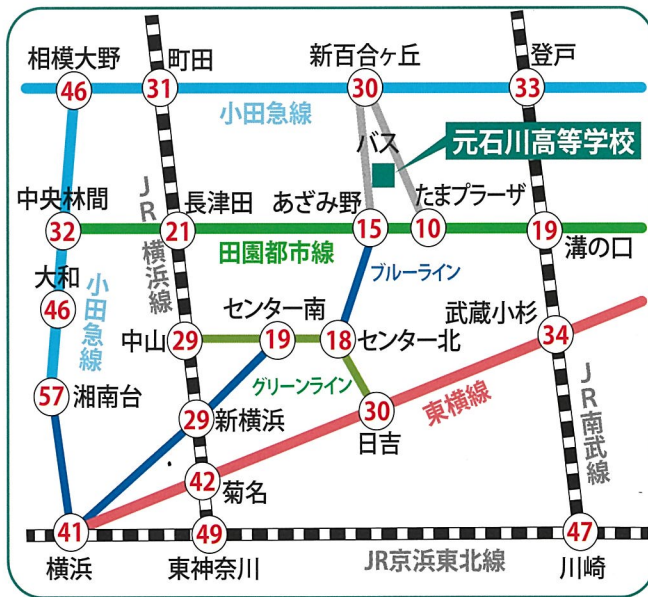 相模大野
町田
新百合ヶ丘
登戸
46
31
30
33
小田急線
バス
元石川高等学校
中央林間
JR横浜線
長津田
あざみ野
たまプラーザ
32
21
15
10
19
田園都市線
溝の口
大和
46
小田急線
ブルーライン
センター南
武蔵小杉
中山
29
19
18
センター北
34
57
湘南台
グリーンライン
東横線
JR南武線
29
新横浜
30
日吉
42
菊名
41
49
47
横浜
東神奈川
JR京浜東北線
川崎